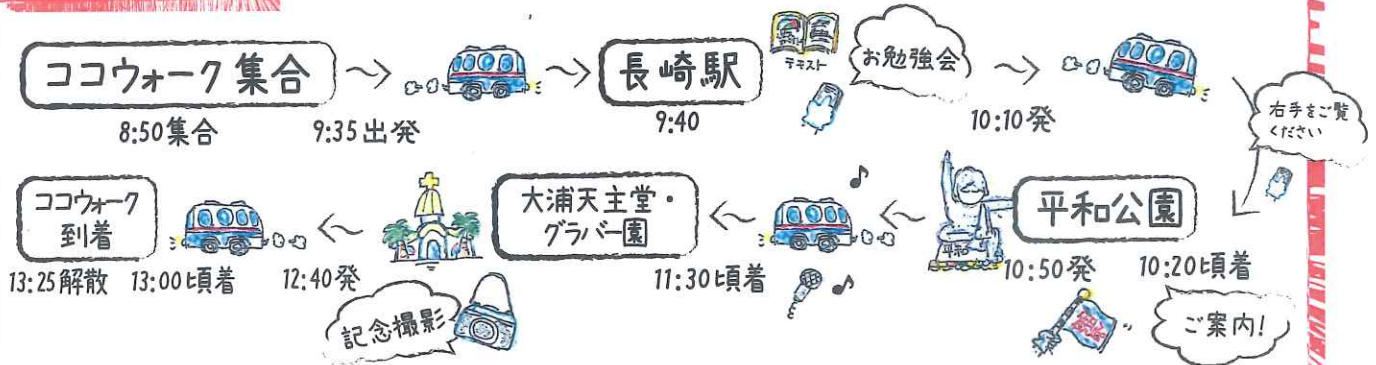 ココウォーク 集合
8:50集合
9:35出発
長崎駅
9:40
テキスト
お勉強会
10:10発
右手をご覧
ください
平和公園
10:20頃着
ご案内!
10:50発
平和
大浦天主堂・
グラバー園
11:30頃着
記念撮影
12:40発
ココウォーク
到着
13:00頃着
13:25解散